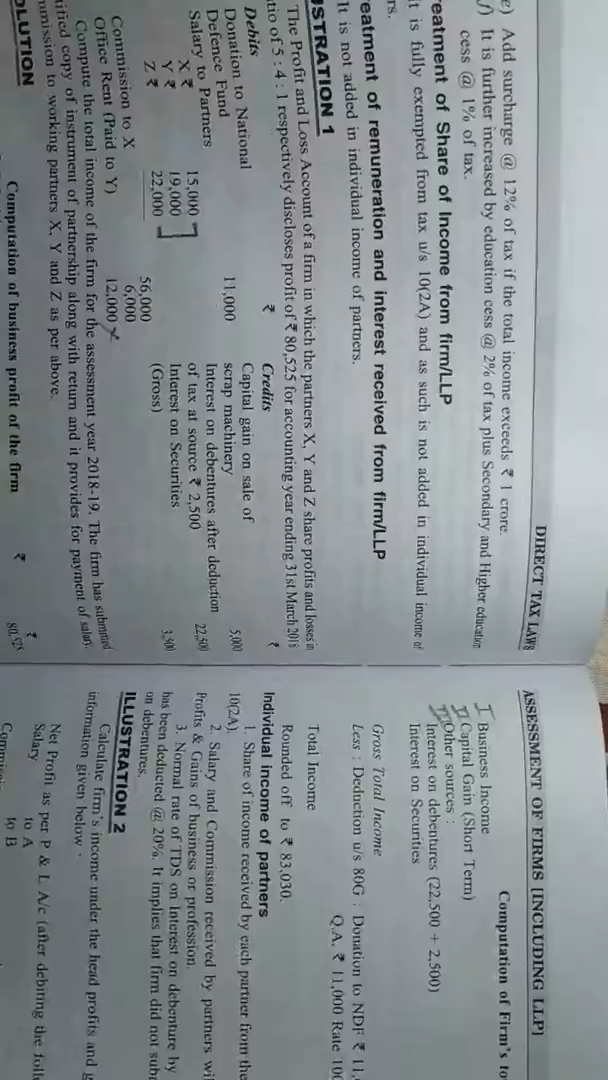 DIRECT TAX LAWS
e) Add surcharge @ 12% of tax if the total income exceeds ₹ 1 crore.
f) It is further increased by education cess @ 2% of tax plus Secondary and Higher education
cess @ 1% of tax.
reatment of Share of Income from firm/LLP
It is fully exempted from tax u/s 10(2A) and as such is not added in individual income of
rs.
reatment of remuneration and interest received from firm/LLP
It is not added in individual income of partners.
USTRATION 1
The Profit and Loss Account of a firm in which the partners X, Y and Z share profits and losses in
tio of 5 : 4 : 1 respectively discloses profit of ₹ 80,525 for accounting year ending 31st March 2018
Debits ₹ Credits ₹
Donation to National Capital gain on sale of
Defence Fund 11,000 scrap machinery 5,000
Salary to Partners Interest on debentures after deduction
X ₹ 15,000 of tax at source ₹ 2,500 22,500
Y ₹ 19,000 Interest on Securities 3,500
Z ₹ 22,000 (Gross)
56,000
Commission to X 6,000
Office Rent (Paid to Y) 12,000
Compute the total income of the firm for the assessment year 2018-19. The firm has submitted
tified copy of instrument of partnership along with return and it provides for payment of salary,
mmission to working partners X, Y and Z as per above.
OLUTION
Computation of business profit of the firm
₹ ₹
80,525
ASSESSMENT OF FIRMS [INCLUDING LLP]
Computation of Firm's to
I Business Income
II Capital Gain (Short Term)
III Other sources :
Interest on debentures (22,500 + 2,500)
Interest on Securities
Gross Total Income
Less : Deduction u/s 80G : Donation to NDF ₹ 11,
Q.A. ₹ 11,000 Rate 100
Total Income
Rounded off to ₹ 83,030.
Individual income of partners
1. Share of income received by each partner from the
10(2A).
2. Salary and Commission received by partners wi
Profits & Gains of business or profession.
3. Normal rate of TDS on Interest on debenture by
has been deducted @ 20%. It implies that firm did not subm
on debentures.
ILLUSTRATION 2
Calculate firm's income under the head profits and g
information given below :
Net Profit as per P & L A/c (after debiting the foll
Salary to A
to B